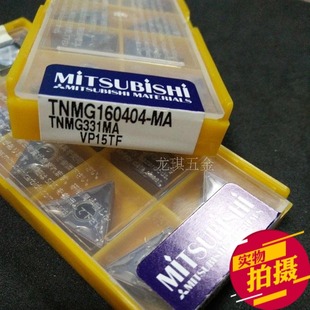 MITSUBISHI
MITSUBISHI MATERIALS
TNMG160404-MA
TNMG331MA
VP15TF
龙琪五金
MITSUBISHI
MITSUBISHI MATERIALS
实物
拍摄